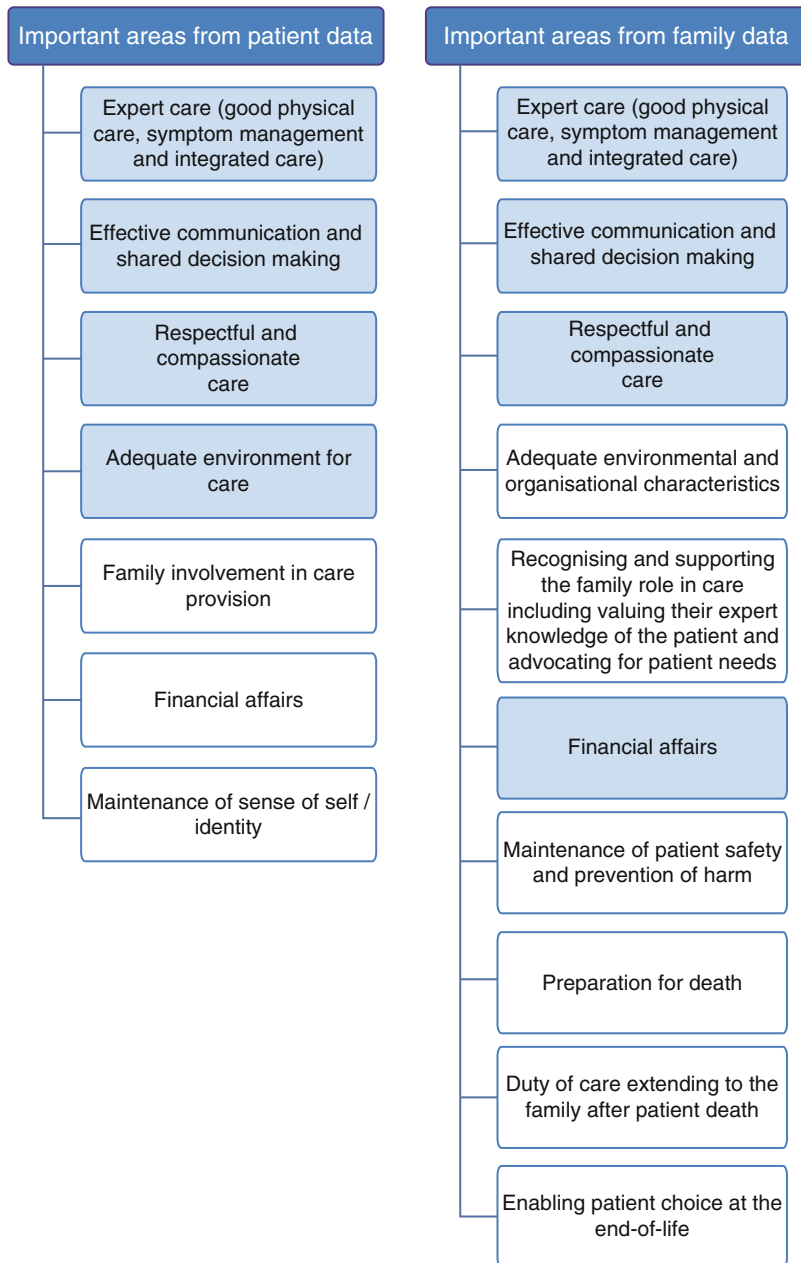 Important areas from patient data
Expert care (good physical
care, symptom management
and integrated care)
Effective communication and
shared decision making
Respectful and
compassionate
care
Adequate environment for
care
Family involvement in care
provision
Financial affairs
Maintenance of sense of self /
identity
Important areas from family data
Expert care (good physical
care, symptom management
and integrated care)
Effective communication and
shared decision making
Respectful and
compassionate
care
Adequate environmental and
organisational characteristics
Recognising and supporting
the family role in care
including valuing their expert
knowledge of the patient and
advocating for patient needs
Financial affairs
Maintenance of patient safety
and prevention of harm
Preparation for death
Duty of care extending to the
family after patient death
Enabling patient choice at the
end-of-life